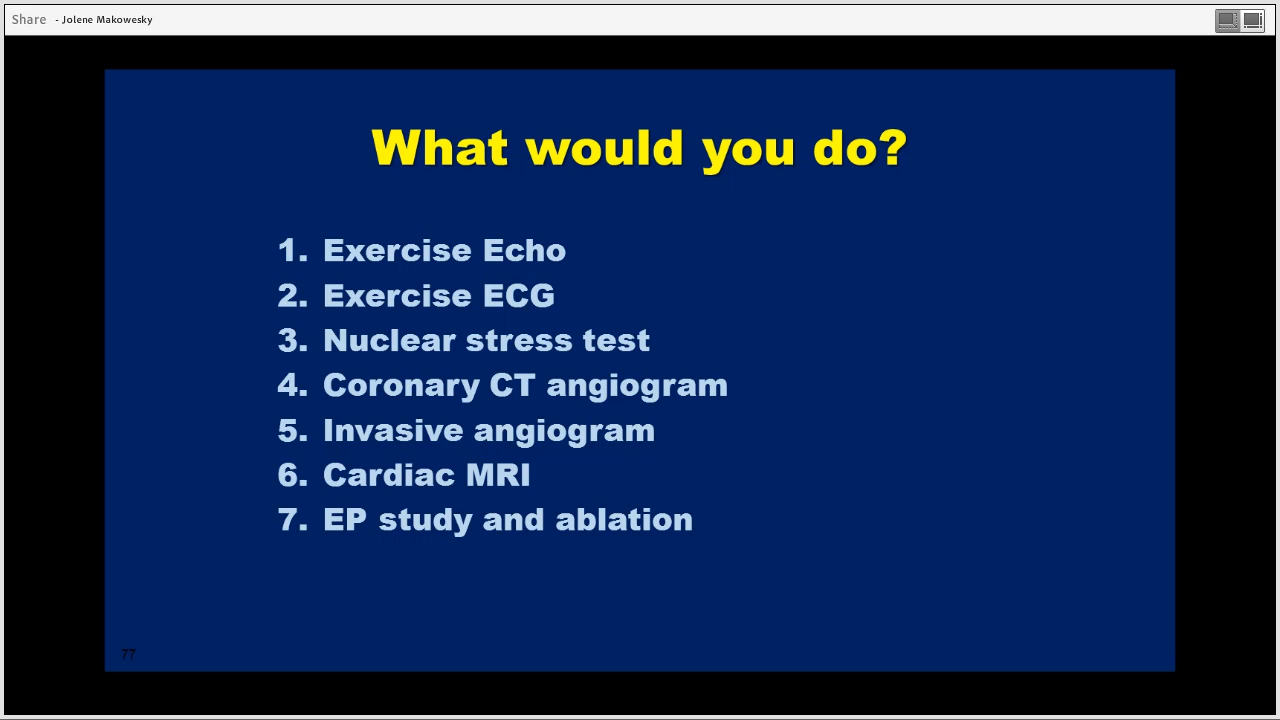 Share - Jolene Makowesky
What would you do?
1. Exercise Echo
2. Exercise ECG
3. Nuclear stress test
4. Coronary CT angiogram
5. Invasive angiogram
6. Cardiac MRI
7. EP study and ablation
77